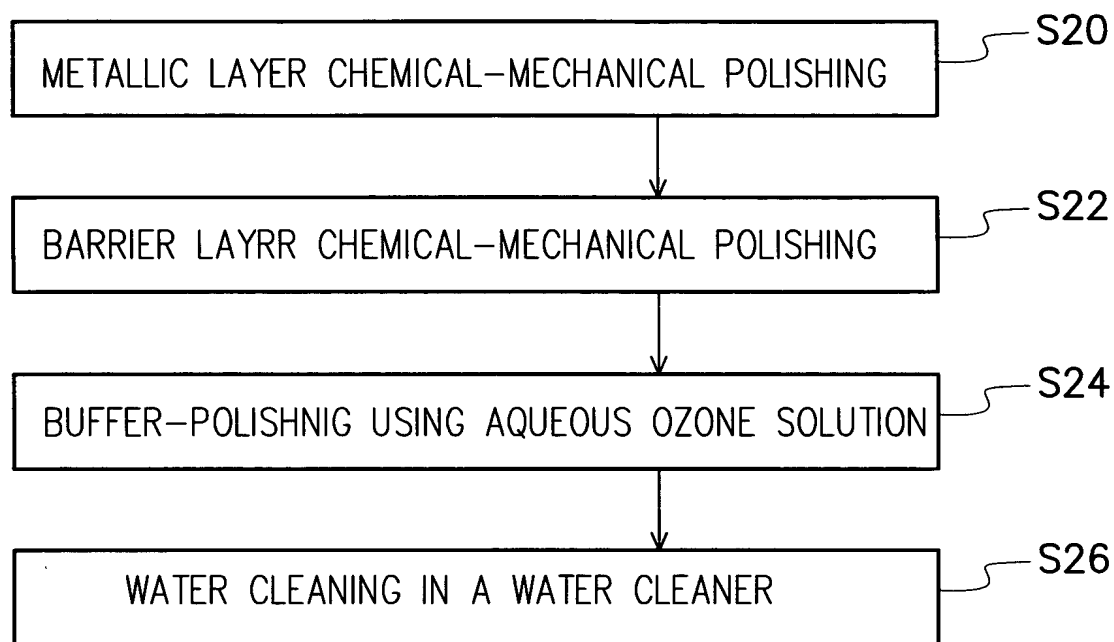 METALLIC LAYER CHEMICAL-MECHANICAL POLISHING
S20
BARRIER LAYRR CHEMICAL-MECHANICAL POLISHING
S22
BUFFER-POLISHNIG USING AQUEOUS OZONE SOLUTION
S24
WATER CLEANING IN A WATER CLEANER
S26